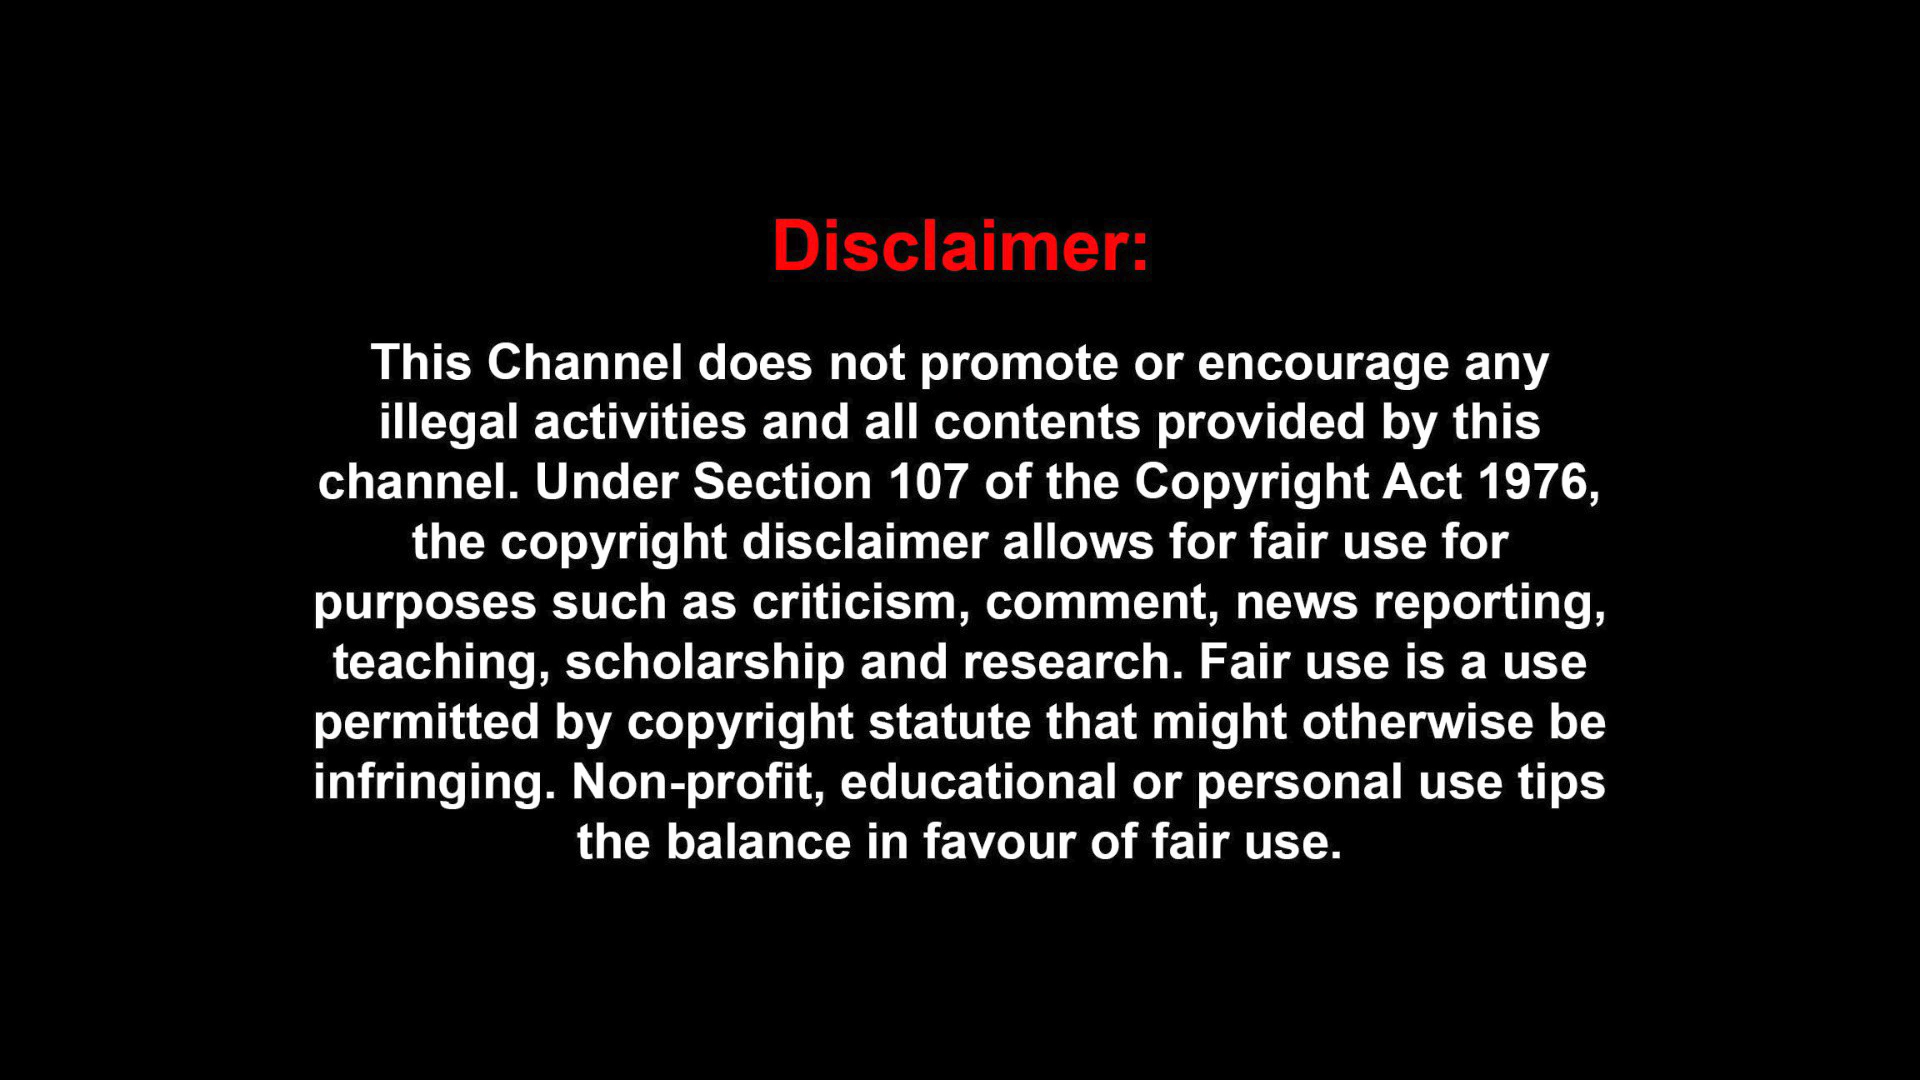 Disclaimer:
This Channel does not promote or encourage any
illegal activities and all contents provided by this
channel. Under Section 107 of the Copyright Act 1976,
the copyright disclaimer allows for fair use for
purposes such as criticism, comment, news reporting,
teaching, scholarship and research. Fair use is a use
permitted by copyright statute that might otherwise be
infringing. Non-profit, educational or personal use tips
the balance in favour of fair use.